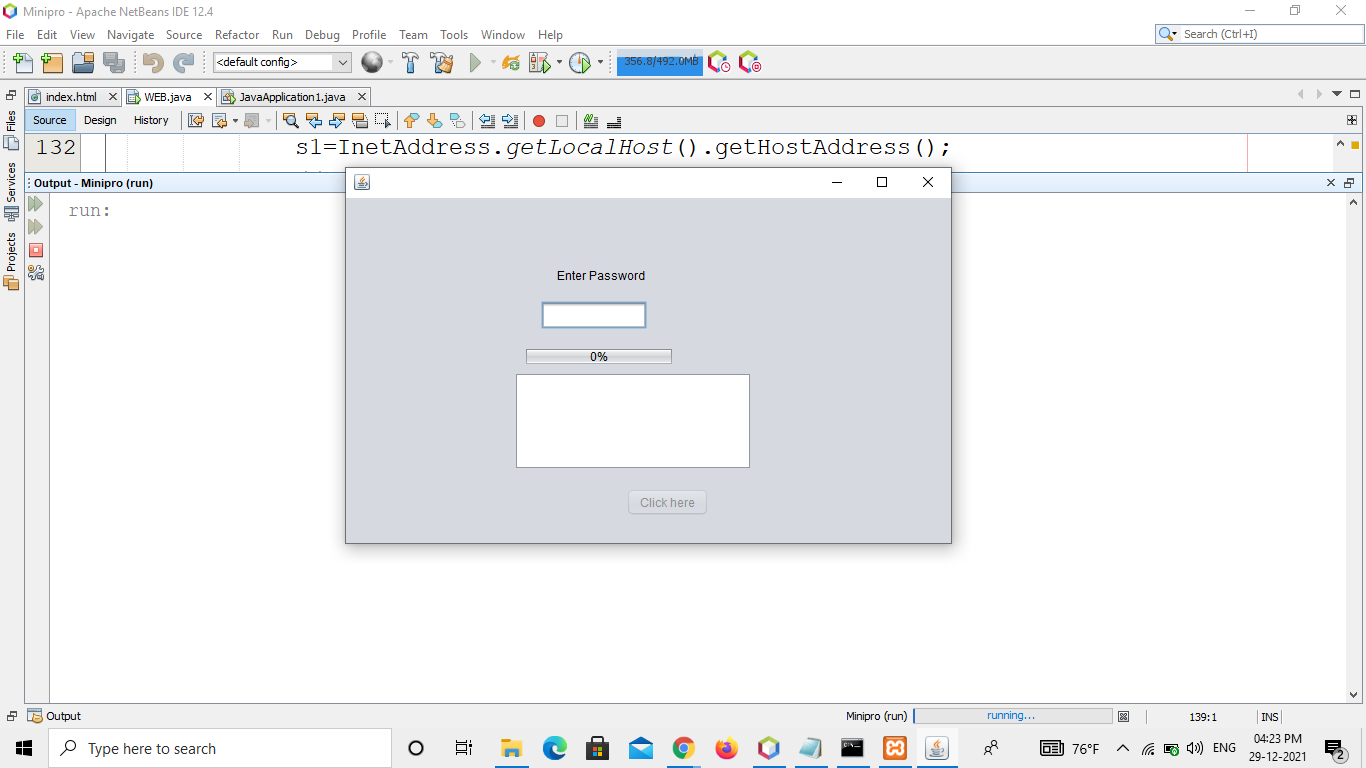 Minipro - Apache NetBeans IDE 12.4
File Edit View Navigate Source Refactor Run Debug Profile Team Tools Window Help
Search (Ctrl+I)
<default config>
356.8/492.0MB
index.html WEB.java JavaApplication1.java
Source Design History
132 s1=InetAddress.getLocalHost().getHostAddress();
Files
Services
Projects
Output - Minipro (run)
run:
Enter Password
0%
Click here
Output
Minipro (run) running... 139:1 INS
Type here to search
76°F ENG
04:23 PM
29-12-2021
2